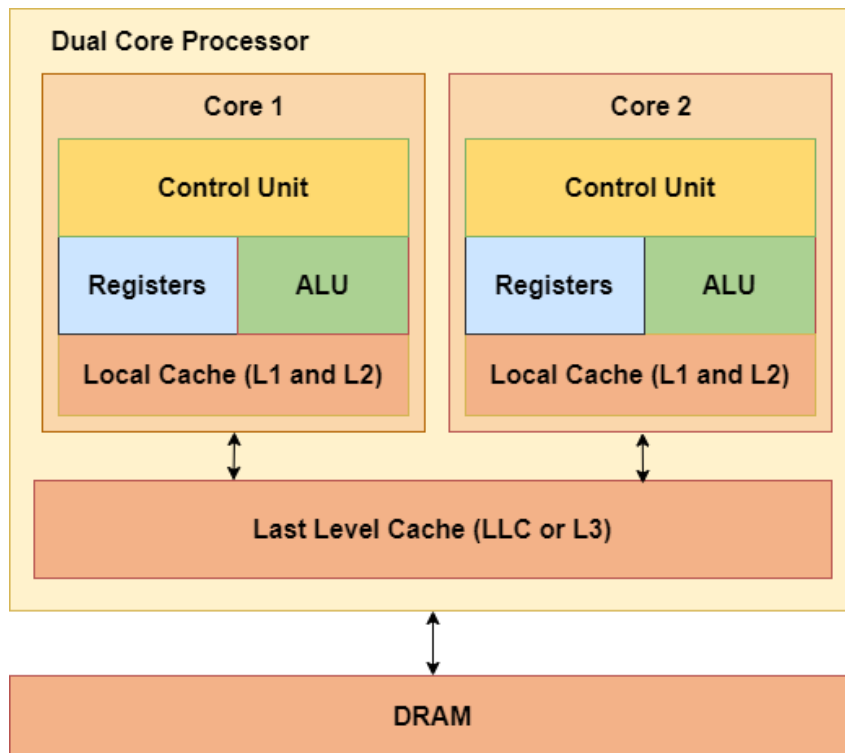 Dual Core Processor
Core 1
Control Unit
Registers
ALU
Local Cache (L1 and L2)
Core 2
Control Unit
Registers
ALU
Local Cache (L1 and L2)
Last Level Cache (LLC or L3)
DRAM